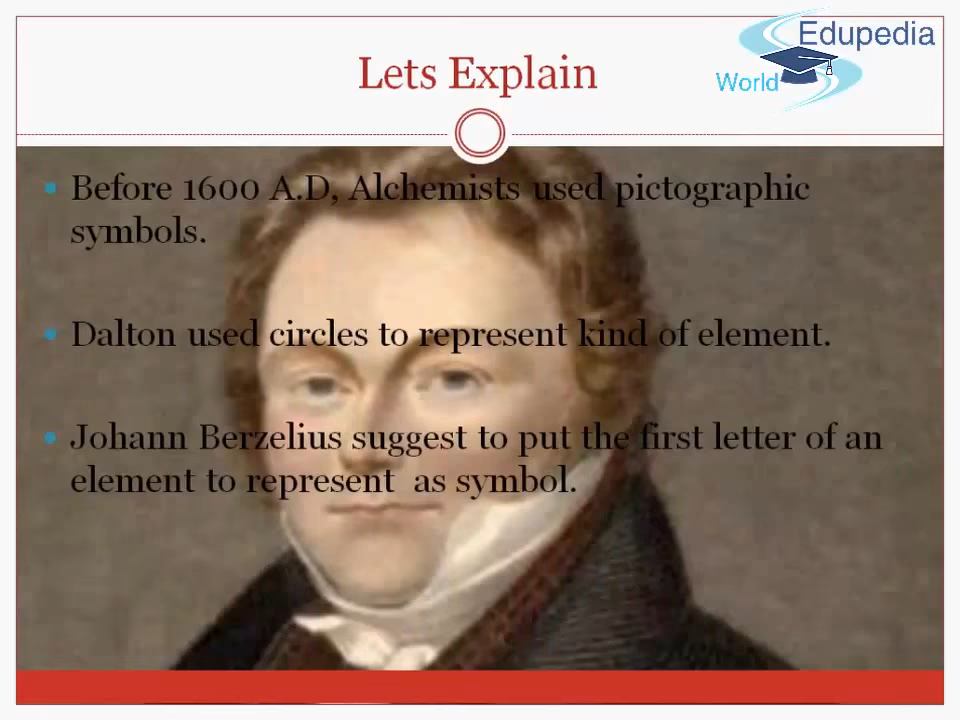 Edupedia
World
Lets Explain
Before 1600 A.D, Alchemists used pictographic
symbols.
Dalton used circles to represent kind of element.
Johann Berzelius suggest to put the first letter of an
element to represent  as symbol.